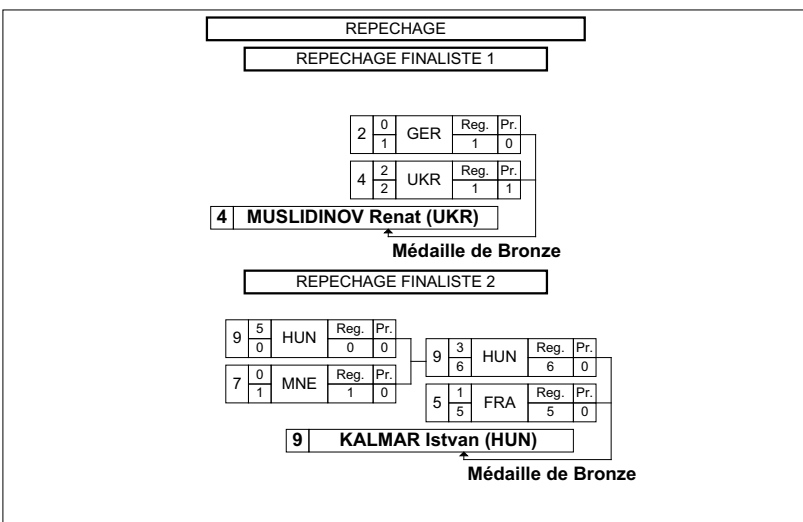 REPECHAGE
REPECHAGE FINALISTE 1
2 0 GER Reg. Pr.
1 1 0
4 2 UKR Reg. Pr.
2 1 1
4 MUSLIDINOV Renat (UKR)
Médaille de Bronze
REPECHAGE FINALISTE 2
9 5 HUN Reg. Pr.
0 0 0
7 0 MNE Reg. Pr.
1 1 0
9 3 HUN Reg. Pr.
6 6 0
5 1 FRA Reg. Pr.
5 5 0
9 KALMAR Istvan (HUN)
Médaille de Bronze